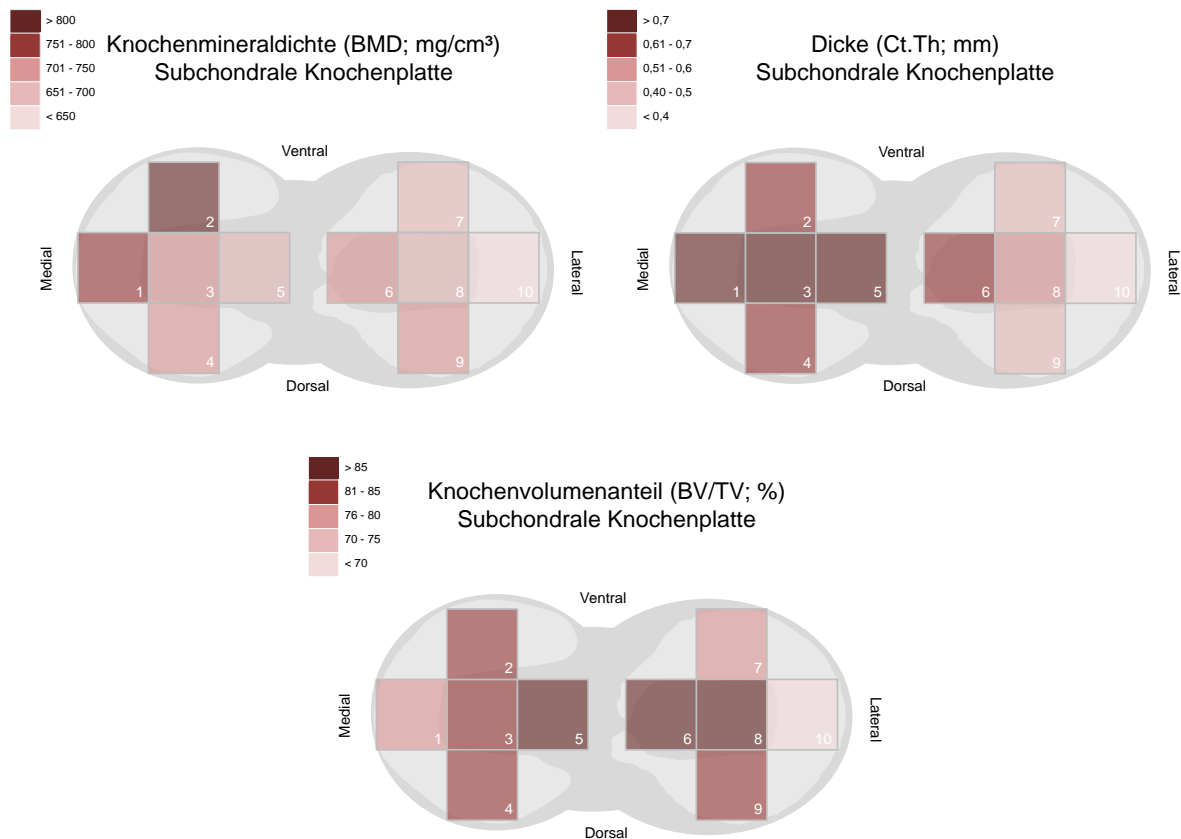 > 800
751 - 800
701 - 750
651 - 700
< 650
Knochenmineraldichte (BMD; mg/cm³)
Subchondrale Knochenplatte
Ventral
Medial
Lateral
2
7
1
3
5
6
8
10
4
9
Dorsal
> 0,7
0,61 - 0,7
0,51 - 0,6
0,40 - 0,5
< 0,4
Dicke (Ct.Th; mm)
Subchondrale Knochenplatte
Ventral
Medial
Lateral
2
7
1
3
5
6
8
10
4
9
Dorsal
> 85
81 - 85
76 - 80
70 - 75
< 70
Knochenvolumenanteil (BV/TV; %)
Subchondrale Knochenplatte
Ventral
Medial
Lateral
2
7
1
3
5
6
8
10
4
9
Dorsal